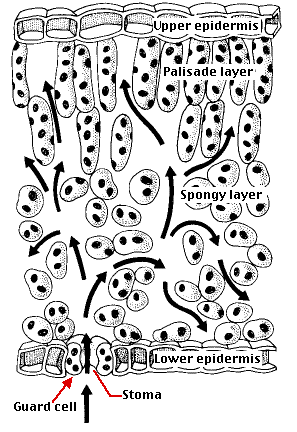 Upper epidermis
Palisade layer
Spongy layer
Lower epidermis
Stoma
Guard cell